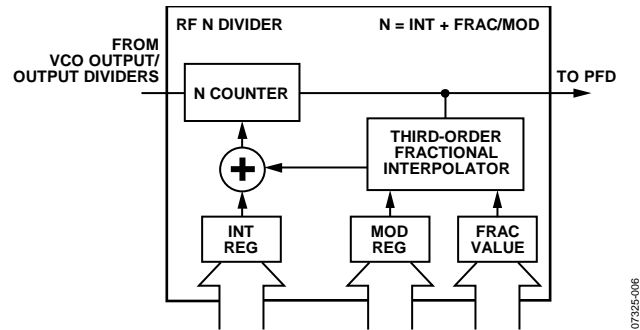 RF N DIVIDER
N = INT + FRAC/MOD
FROM
VCO OUTPUT/
OUTPUT DIVIDERS
N COUNTER
TO PFD
THIRD-ORDER
FRACTIONAL
INTERPOLATOR
+
INT
REG
MOD
REG
FRAC
VALUE
07325-006